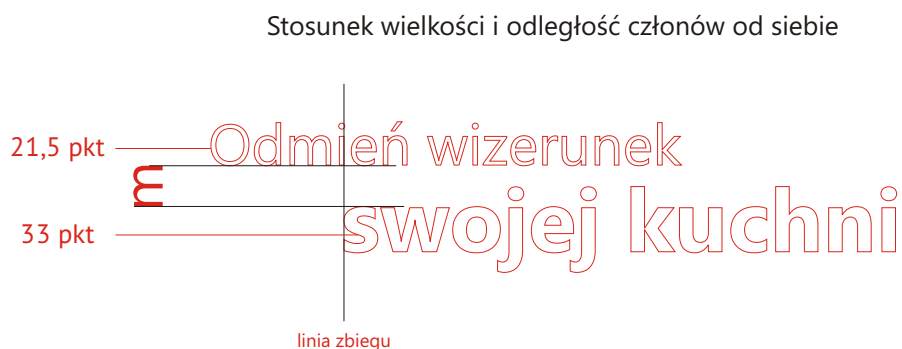 Stosunek wielkości i odległość członów od siebie
21,5 pkt
Odmień wizerunek
m
33 pkt
swojej kuchni
linia zbiegu